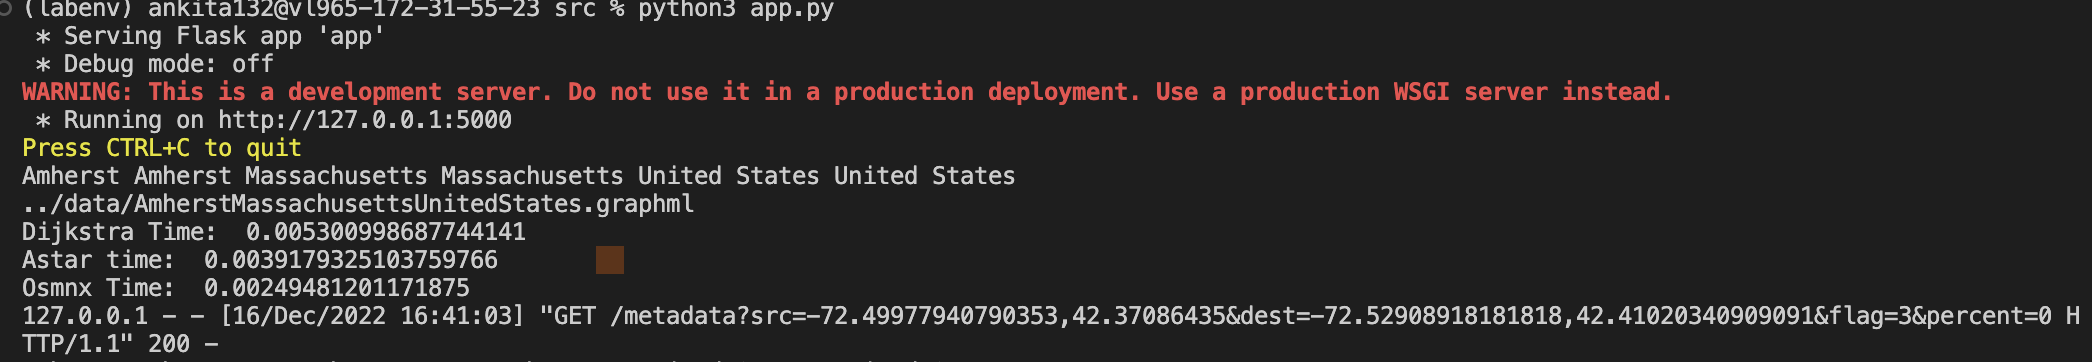 (labenv) ankita132@vl965-172-31-55-23 src % python3 app.py
* Serving Flask app 'app'
* Debug mode: off
WARNING: This is a development server. Do not use it in a production deployment. Use a production WSGI server instead.
* Running on http://127.0.0.1:5000
Press CTRL+C to quit
Amherst Amherst Massachusetts Massachusetts United States United States
../data/AmherstMassachusettsUnitedStates.graphml
Dijkstra Time:  0.005300998687744141
Astar time:  0.0039179325103759766
Osmnx Time:  0.00249481201171875
127.0.0.1 - - [16/Dec/2022 16:41:03] "GET /metadata?src=-72.49977940790353,42.37086435&dest=-72.52908918181818,42.41020340909091&flag=3&percent=0 H
TTP/1.1" 200 -